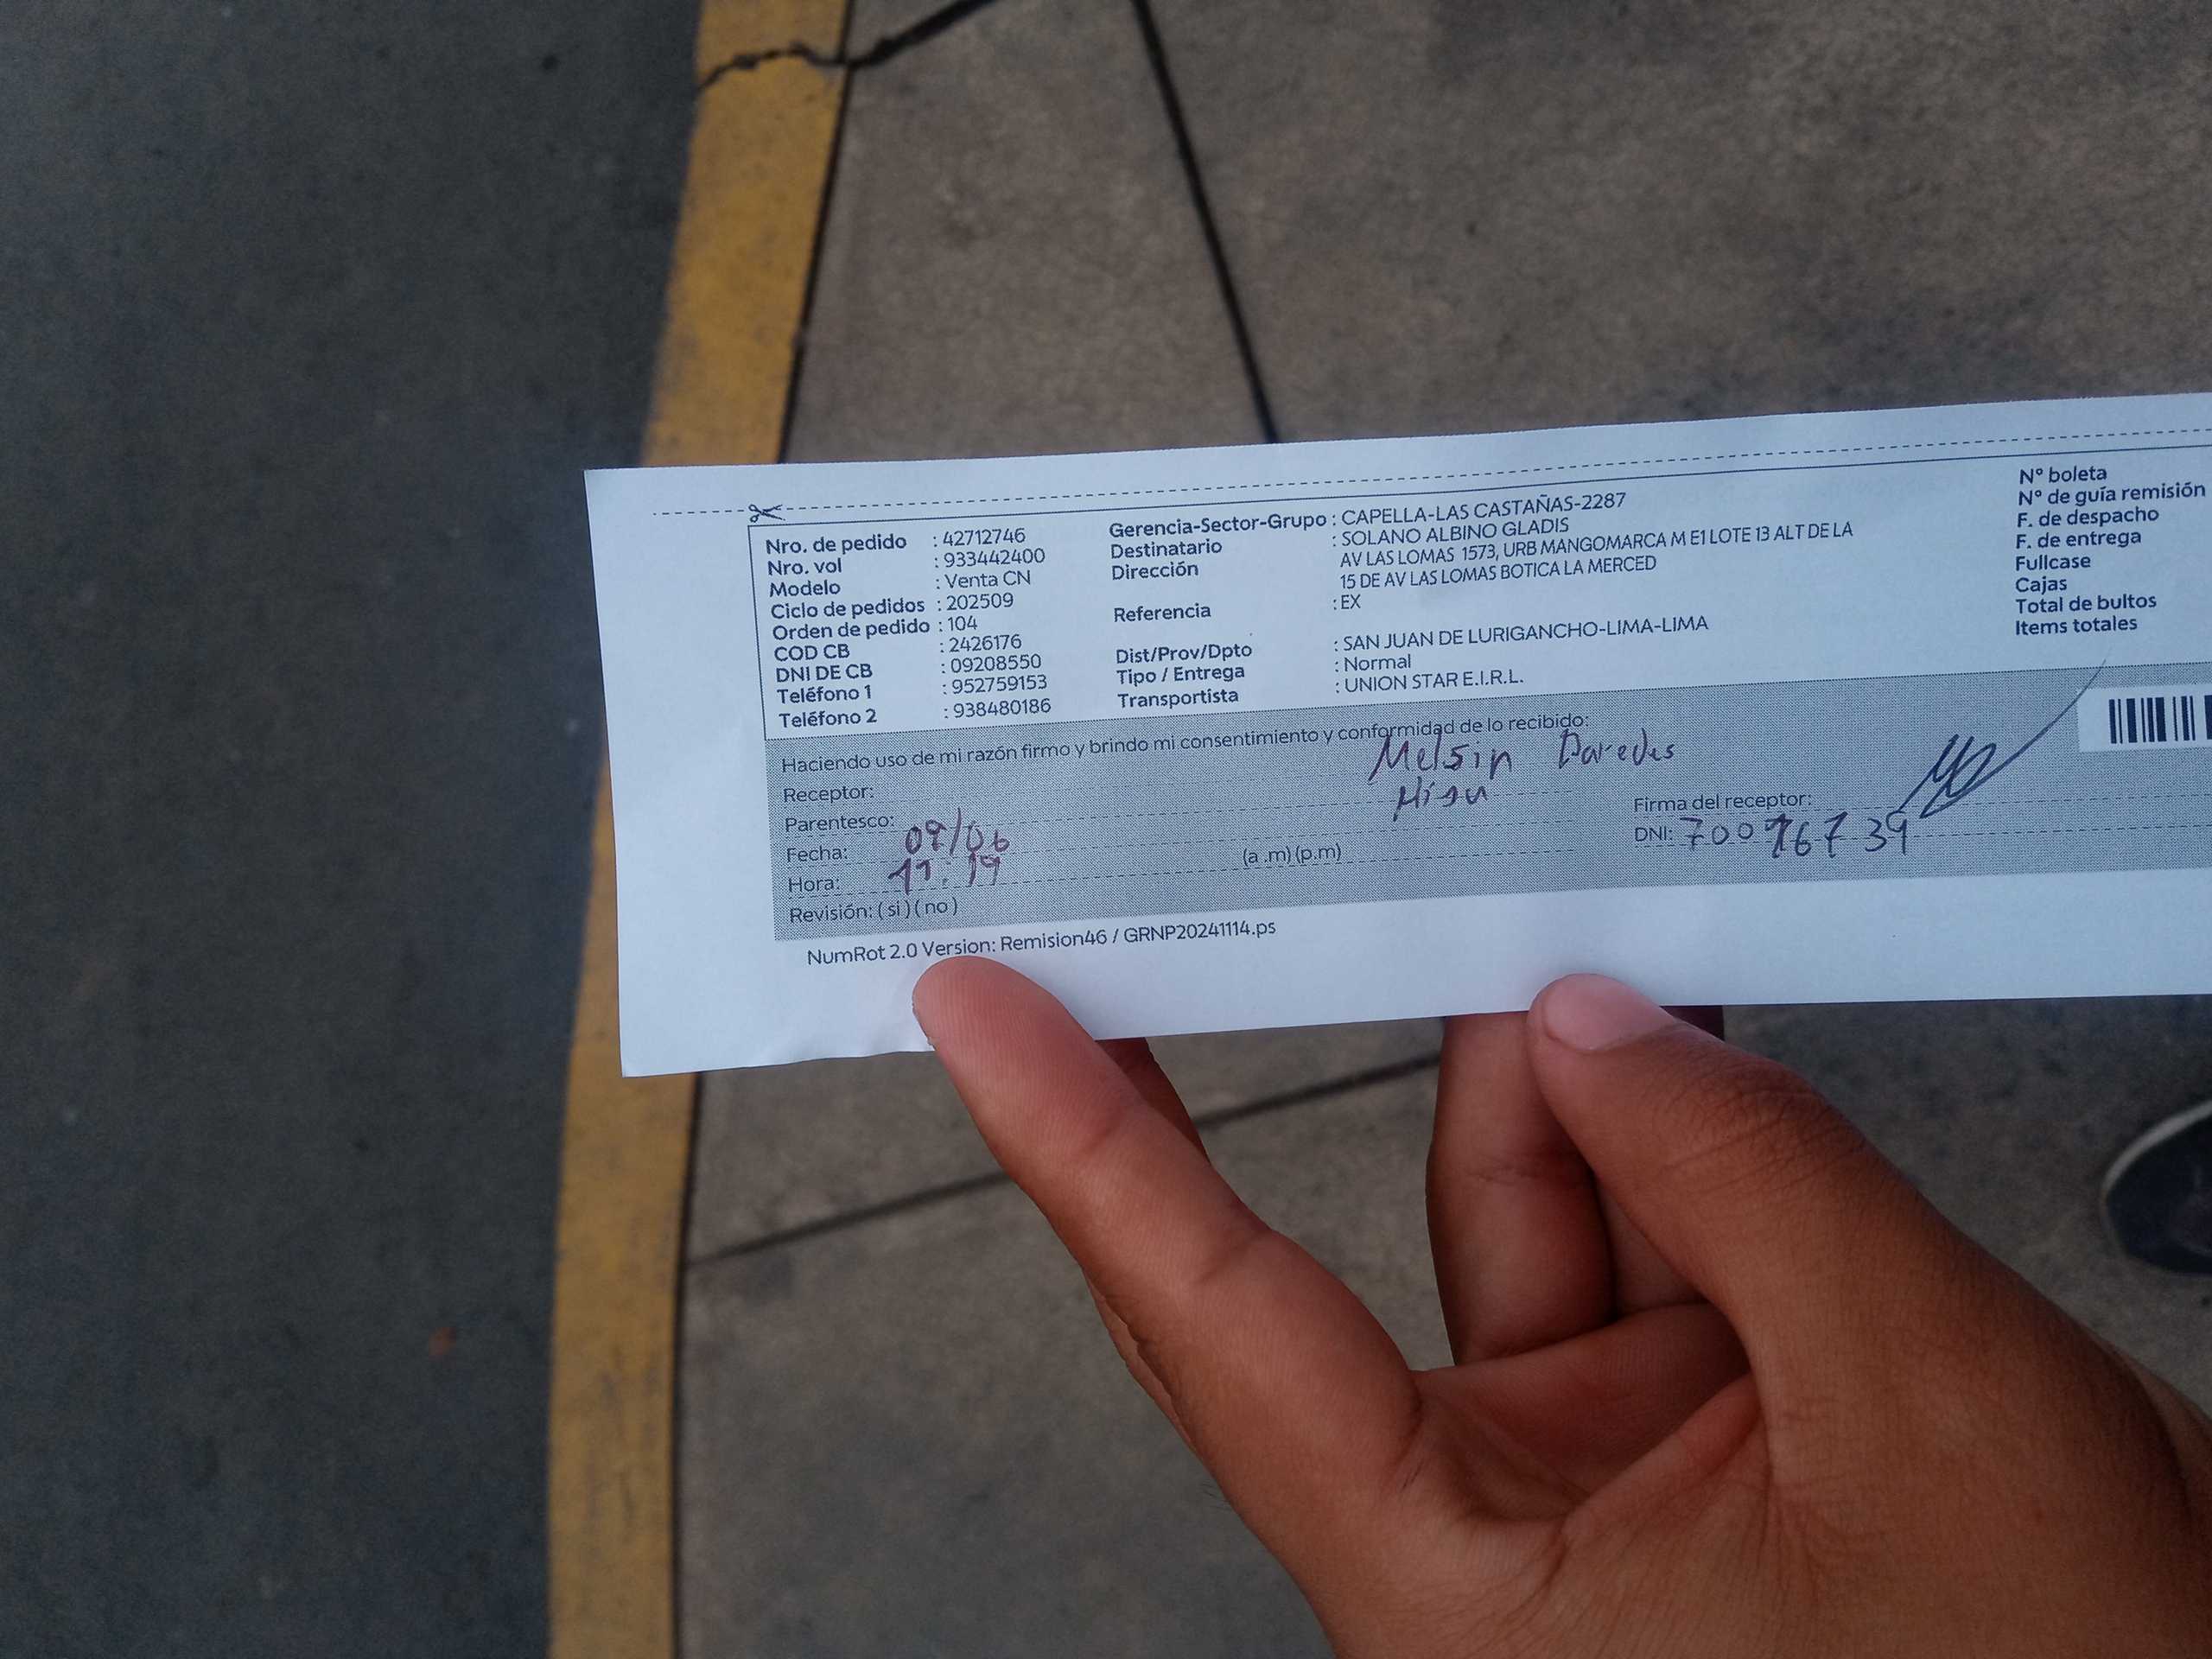 Nro. de pedido : 42712746
Nro. vol : 933442400
Modelo : Venta CN
Ciclo de pedidos : 202509
Orden de pedido : 104
COD CB : 2426176
DNI DE CB : 09208550
Teléfono 1 : 952759153
Teléfono 2 : 938480186
Gerencia-Sector-Grupo : CAPELLA-LAS CASTAÑAS-2287
Destinatario : SOLANO ALBINO GLADIS
Dirección AV LAS LOMAS 1573, URB MANGOMARCA M E1 LOTE 13 ALT DE LA
15 DE AV LAS LOMAS BOTICA LA MERCED
Referencia : EX
Dist/Prov/Dpto : SAN JUAN DE LURIGANCHO-LIMA-LIMA
Tipo / Entrega : Normal
Transportista : UNION STAR E.I.R.L.
Nº boleta
Nº de guía remisión
F. de despacho
F. de entrega
Fullcase
Cajas
Total de bultos
Items totales
Haciendo uso de mi razón firmo y brindo mi consentimiento y conformidad de lo recibido:
Receptor: Melsin Paredes
Parentesco:
Firma del receptor:
Fecha:
DNI:
Hora: (a .m) (p.m)
Revisión: ( si ) ( no )
NumRot 2.0 Version: Remision46 / GRNP20241114.ps